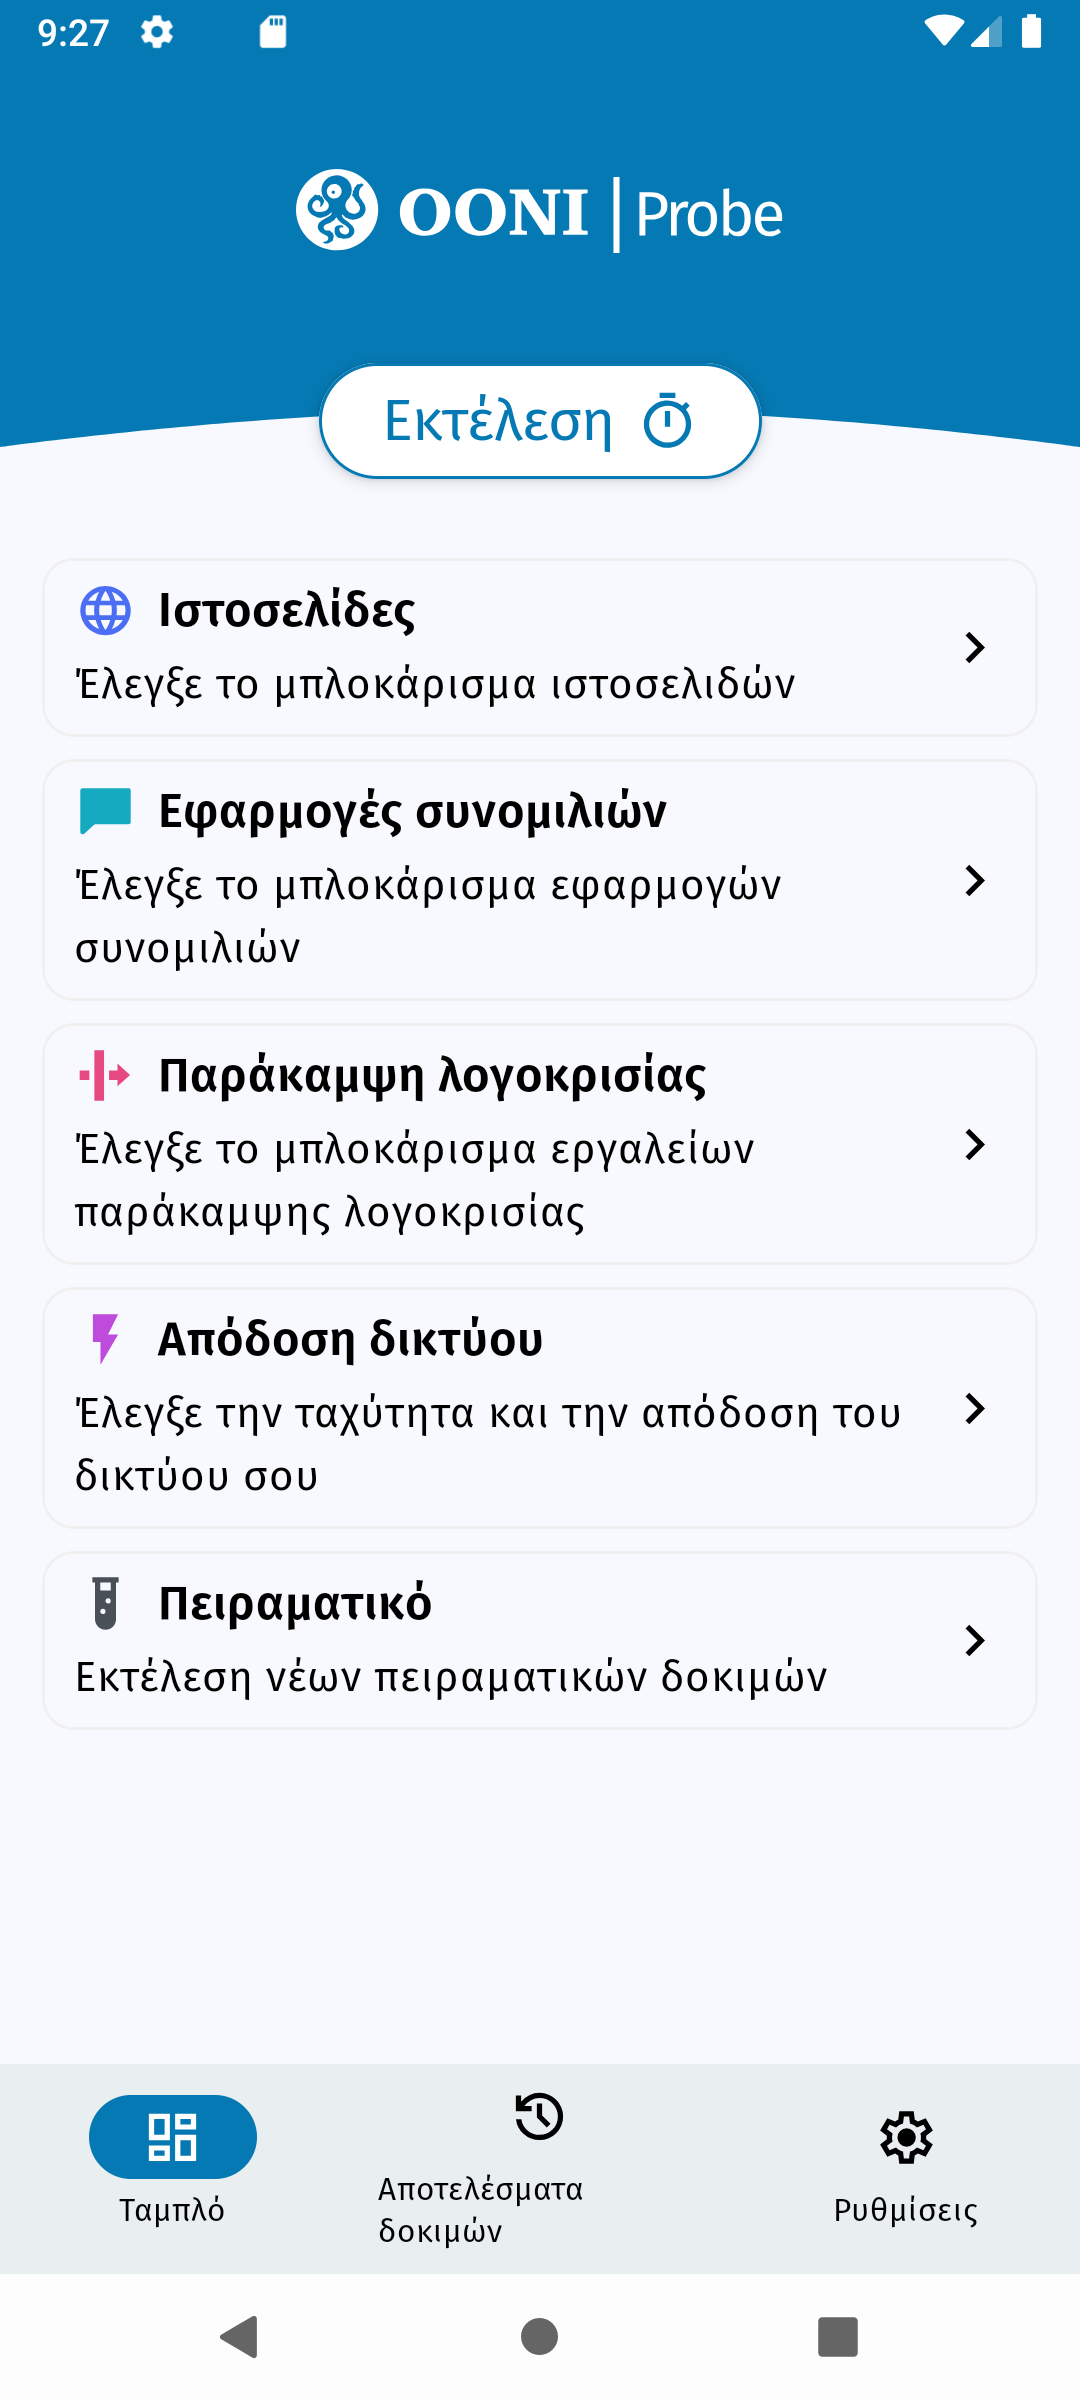 9:27
OONI | Probe
Εκτέλεση
Ιστοσελίδες
Έλεγξε το μπλοκάρισμα ιστοσελιδών
Εφαρμογές συνομιλιών
Έλεγξε το μπλοκάρισμα εφαρμογών
συνομιλιών
Παράκαμψη λογοκρισίας
Έλεγξε το μπλοκάρισμα εργαλείων
παράκαμψης λογοκρισίας
Απόδοση δικτύου
Έλεγξε την ταχύτητα και την απόδοση του
δικτύου σου
Πειραματικό
Εκτέλεση νέων πειραματικών δοκιμών
Ταμπλό
Αποτελέσματα
δοκιμών
Ρυθμίσεις